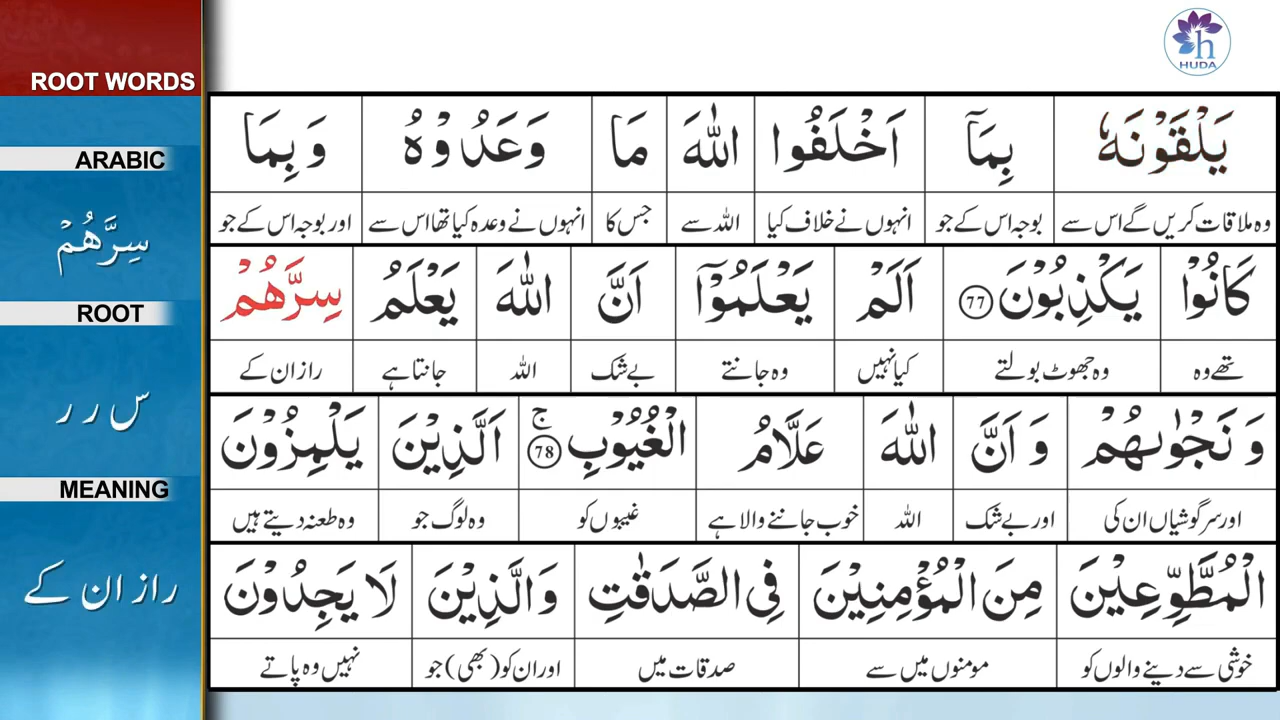 HUDA
ROOT WORDS
ARABIC
سِرَّهُمْ
ROOT
س ر ر
MEANING
راز ان کے
يَلْقَوْنَهٗ بِمَآ اَخْلَفُوا اللّٰهَ مَا وَعَدُوْهُ وَبِمَا
وہ ملاقات کریں گے اس سے بوجہ اس کے جو انہوں نے خلاف کیا اللہ سے جس کا انہوں نے وعدہ کیا تھا اس سے اور بوجہ اس کے جو
كَانُوْا يَكْذِبُوْنَ 77 اَلَمْ يَعْلَمُوْٓا اَنَّ اللّٰهَ يَعْلَمُ سِرَّهُمْ
تھے وہ وہ جھوٹ بولتے کیا نہیں وہ جانتے بے شک اللہ جانتا ہے راز ان کے
وَ نَجْوٰىهُمْ وَ اَنَّ اللّٰهَ عَلَّامُ الْغُيُوْبِ ج 78 اَلَّذِيْنَ يَلْمِزُوْنَ
اور سرگوشیاں ان کی اور بے شک اللہ خوب جاننے والا ہے غیبوں کو وہ لوگ جو وہ طعنہ دیتے ہیں
الْمُطَّوِّعِيْنَ مِنَ الْمُؤْمِنِيْنَ فِي الصَّدَقٰتِ وَالَّذِيْنَ لَا يَجِدُوْنَ
خوشی سے دینے والوں کو مومنوں میں سے صدقات میں اور ان کو (بھی) جو نہیں وہ پاتے